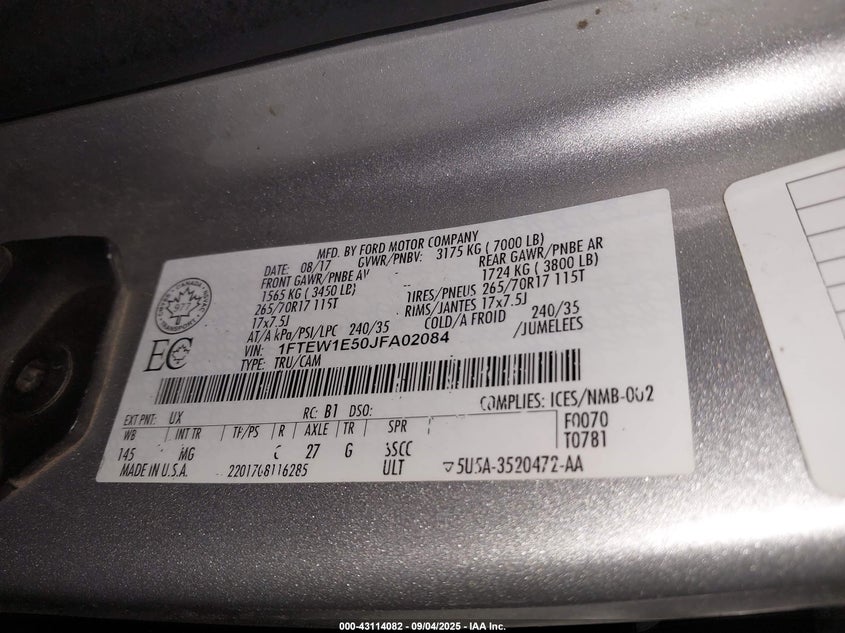 MFD. BY FORD MOTOR COMPANY
DATE: 08/17 GVWR/PNBV: 3175 KG ( 7000 LB)
FRONT GAWR/PNBE AV REAR GAWR/PNBE AR
1565 KG ( 3450 LB) 1724 KG ( 3800 LB)
265/70R17 115T TIRES/PNEUS 265/70R17 115T
17x7.5J RIMS/JANTES 17x7.5J
AT/A kPa/PSI/LPC 240/35 COLD/A FROID 240/35
VIN: 1FTEW1E50JFA02084 /JUMELEES
TYPE: TRU/CAM
CANADA
TRANSPORT
EC
COMPLIES: ICES/NMB-002
EXT PNT: UX RC: B1 DSO: F0070
WB INT TR TP/PS R AXLE TR SPR T0781
145 MG 27 G
MADE IN U.S.A. 2201708116285 ULT 5U5A-3520472-AA
000-43114082 - 09/04/2025 - IAA Inc.